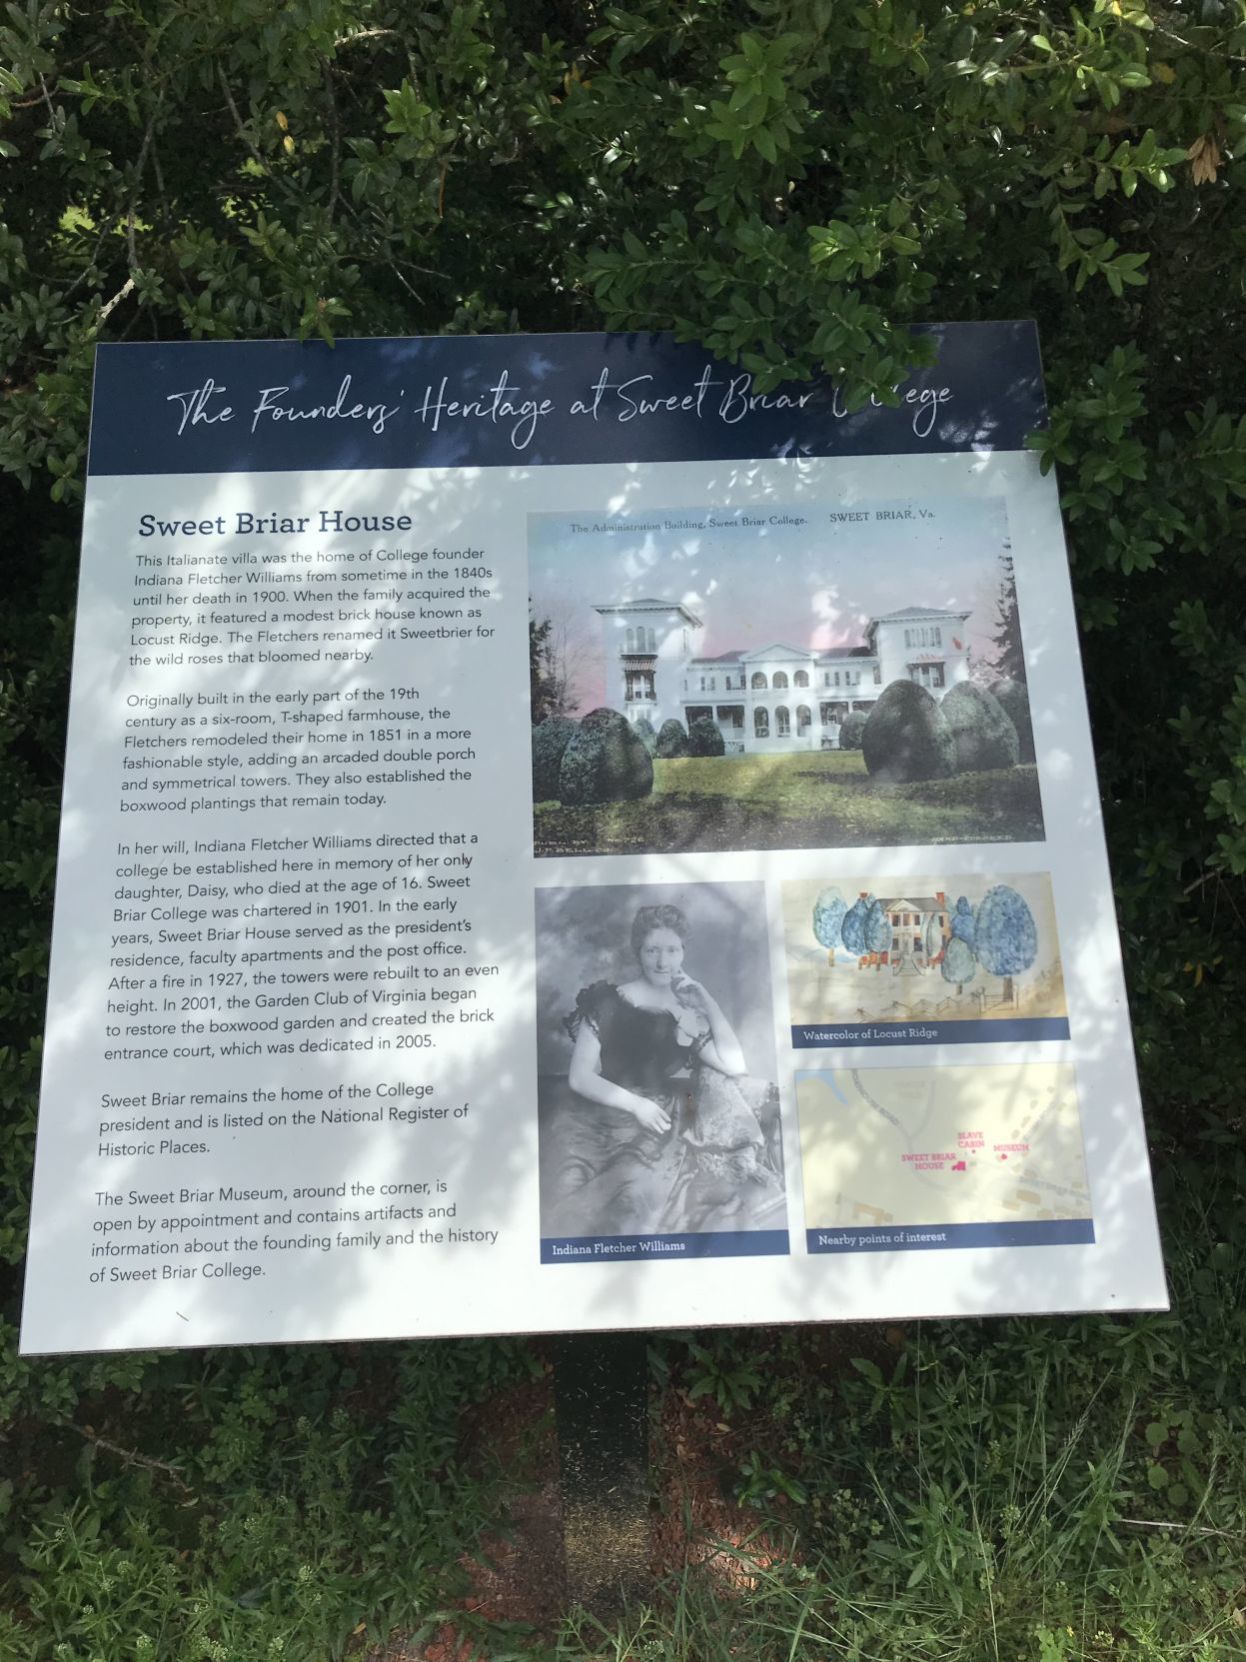 The Founders' Heritage at Sweet Briar
Sweet Briar House
This Italianate villa was the home of College founder
Indiana Fletcher Williams from sometime in the 1840s
until her death in 1900. When the family acquired the
property, it featured a modest brick house known as
Locust Ridge. The Fletchers renamed it Sweetbrier for
the wild roses that bloomed nearby.
Originally built in the early part of the 19th
century as a six-room, T-shaped farmhouse, the
Fletchers remodeled their home in 1851 in a more
fashionable style, adding an arcaded double porch
and symmetrical towers. They also established the
boxwood plantings that remain today.
In her will, Indiana Fletcher Williams directed that a
college be established here in memory of her only
daughter, Daisy, who died at the age of 16. Sweet
Briar College was chartered in 1901. In the early
years, Sweet Briar House served as the president's
residence, faculty apartments and the post office.
After a fire in 1927, the towers were rebuilt to an even
height. In 2001, the Garden Club of Virginia began
to restore the boxwood garden and created the brick
entrance court, which was dedicated in 2005.
Sweet Briar remains the home of the College
president and is listed on the National Register of
Historic Places.
The Sweet Briar Museum, around the corner, is
open by appointment and contains artifacts and
information about the founding family and the history
of Sweet Briar College.
The Administration Building, Sweet Briar College. SWEET BRIAR, Va.
Indiana Fletcher Williams
Watercolor of Locust Ridge
SLAVE
CABIN
MUSEUM
SWEET BRIAR
HOUSE
Nearby points of interest